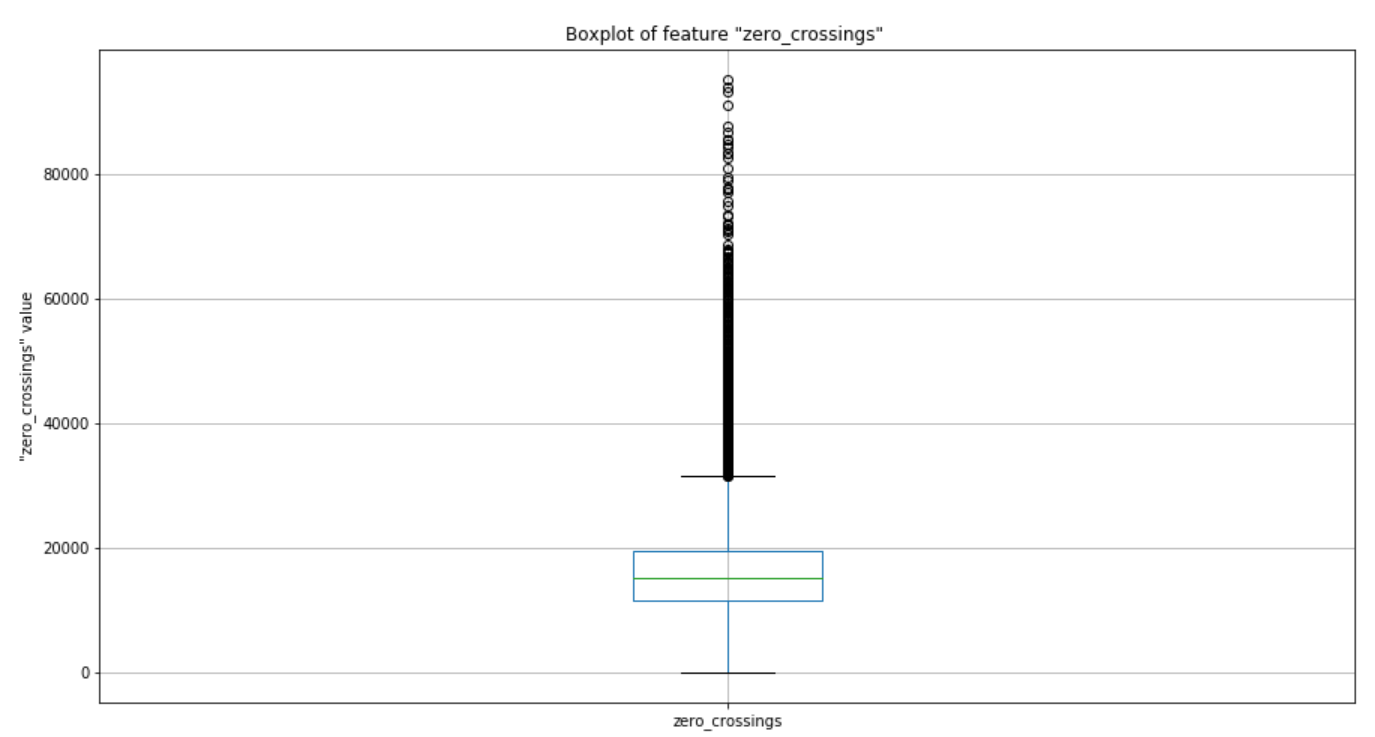 Boxplot of feature "zero_crossings"
"zero_crossings" value
80000
60000
40000
20000
0
zero_crossings